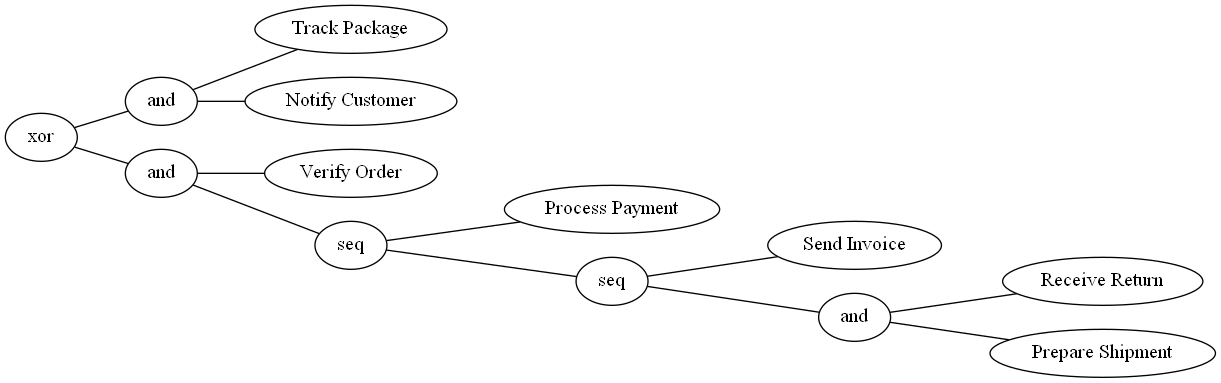 Track Package
and
Notify Customer
xor
and
Verify Order
Process Payment
seq
Send Invoice
seq
Receive Return
and
Prepare Shipment